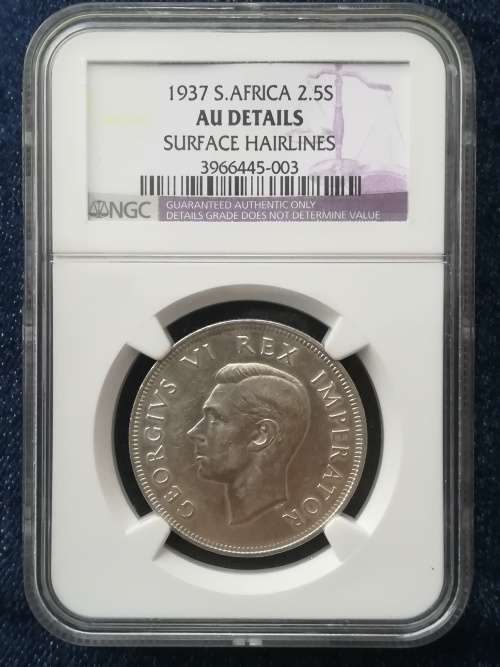 1937 S.AFRICA 2.5S
AU DETAILS
SURFACE HAIRLINES
3966445-003
NGC
GUARANTEED AUTHENTIC ONLY
DETAILS GRADE DOES NOT DETERMINE VALUE
GEORGIVS VI REX IMPERATOR